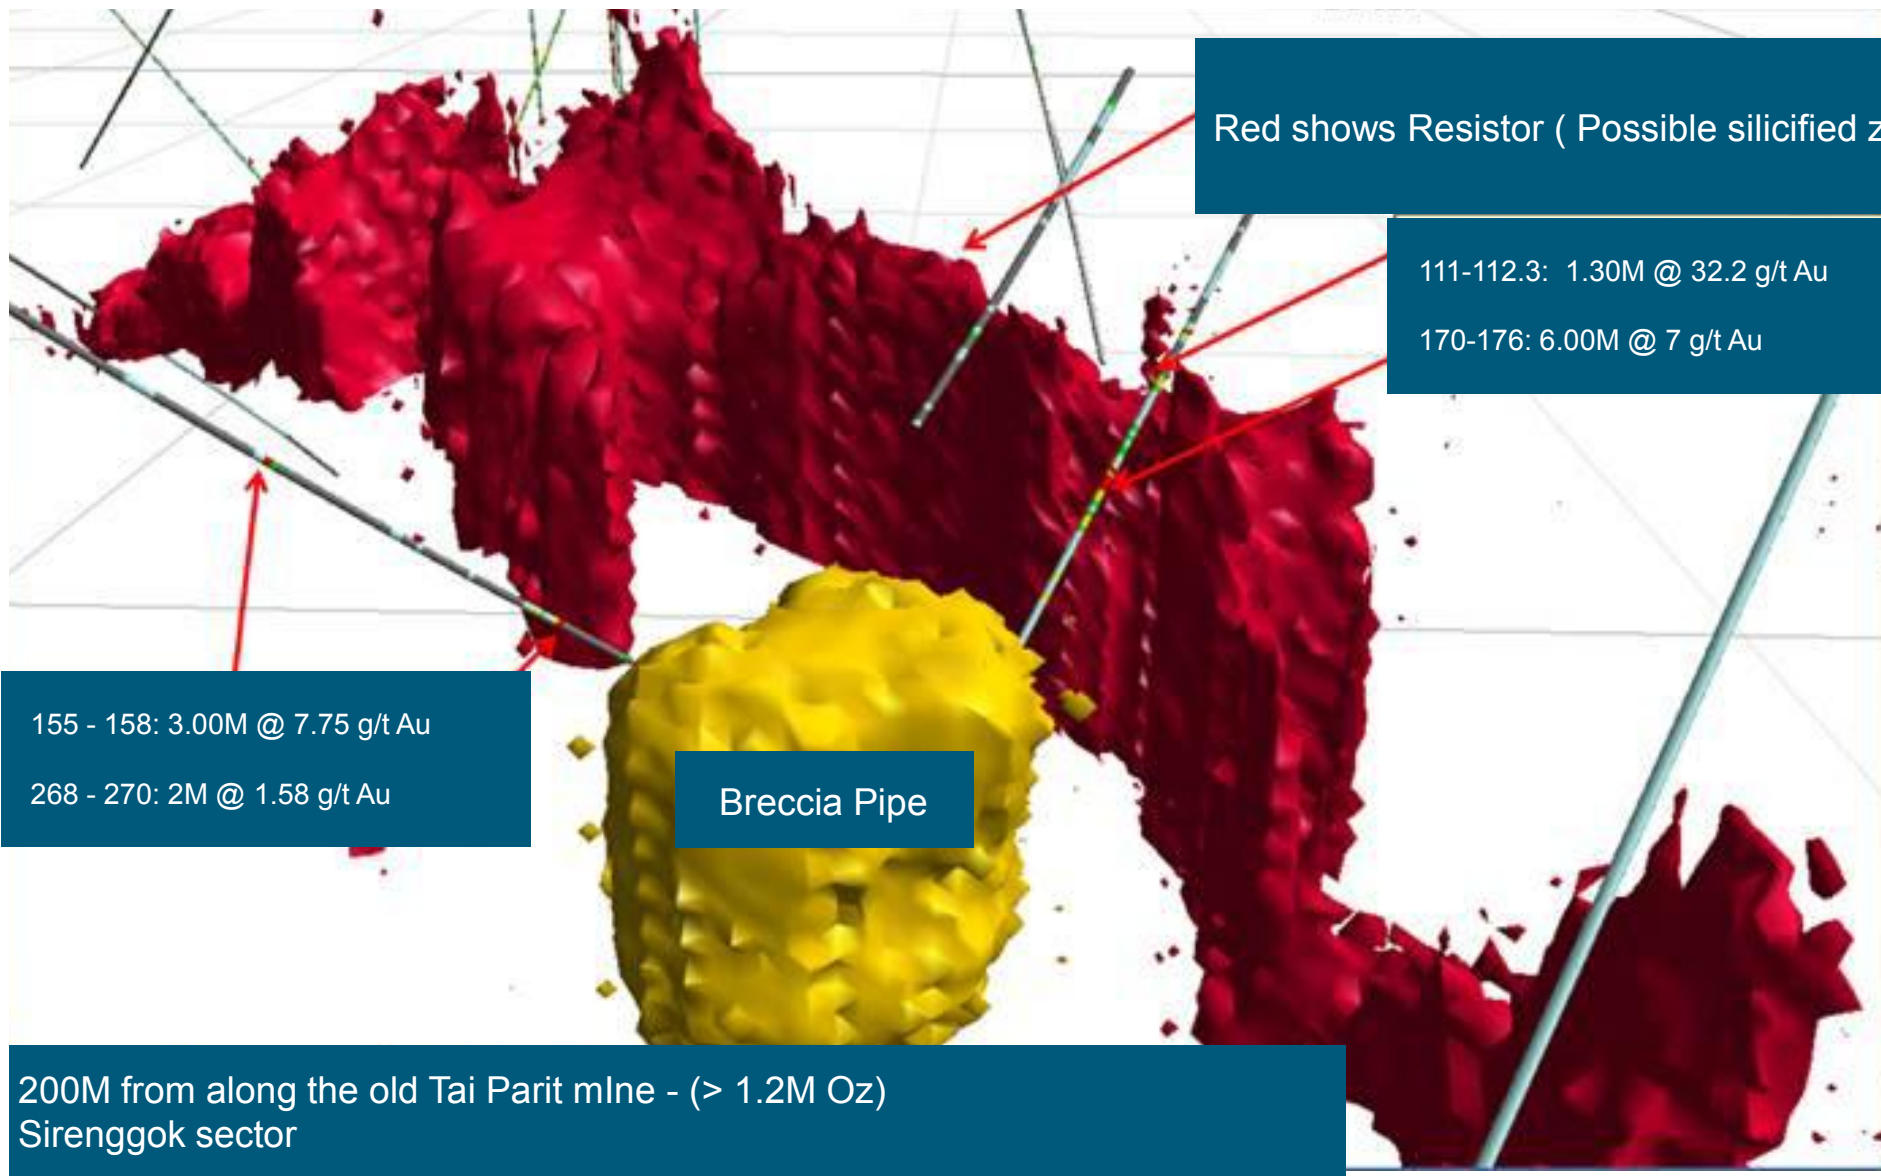 Red shows Resistor ( Possible silicified z
111-112.3: 1.30M @ 32.2 g/t Au
170-176: 6.00M @ 7 g/t Au
155 - 158: 3.00M @ 7.75 g/t Au
268 - 270: 2M @ 1.58 g/t Au
Breccia Pipe
200M from along the old Tai Parit mIne - (> 1.2M Oz)
Sirenggok sector